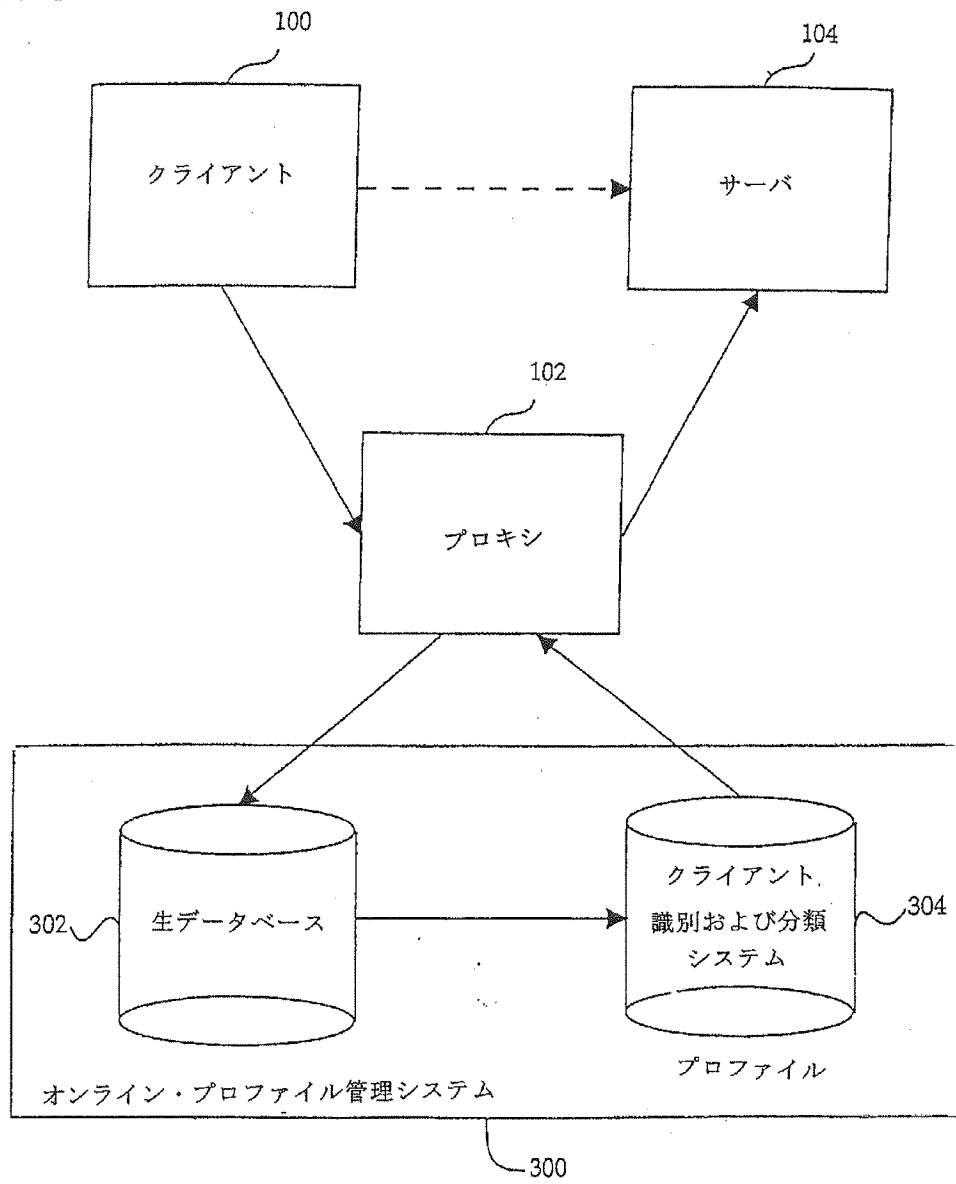 100
104
クライアント
サーバ
102
プロキシ
302
生データベース
クライアント
識別および分類
システム
304
プロファイル
オンライン・プロファイル管理システム
300